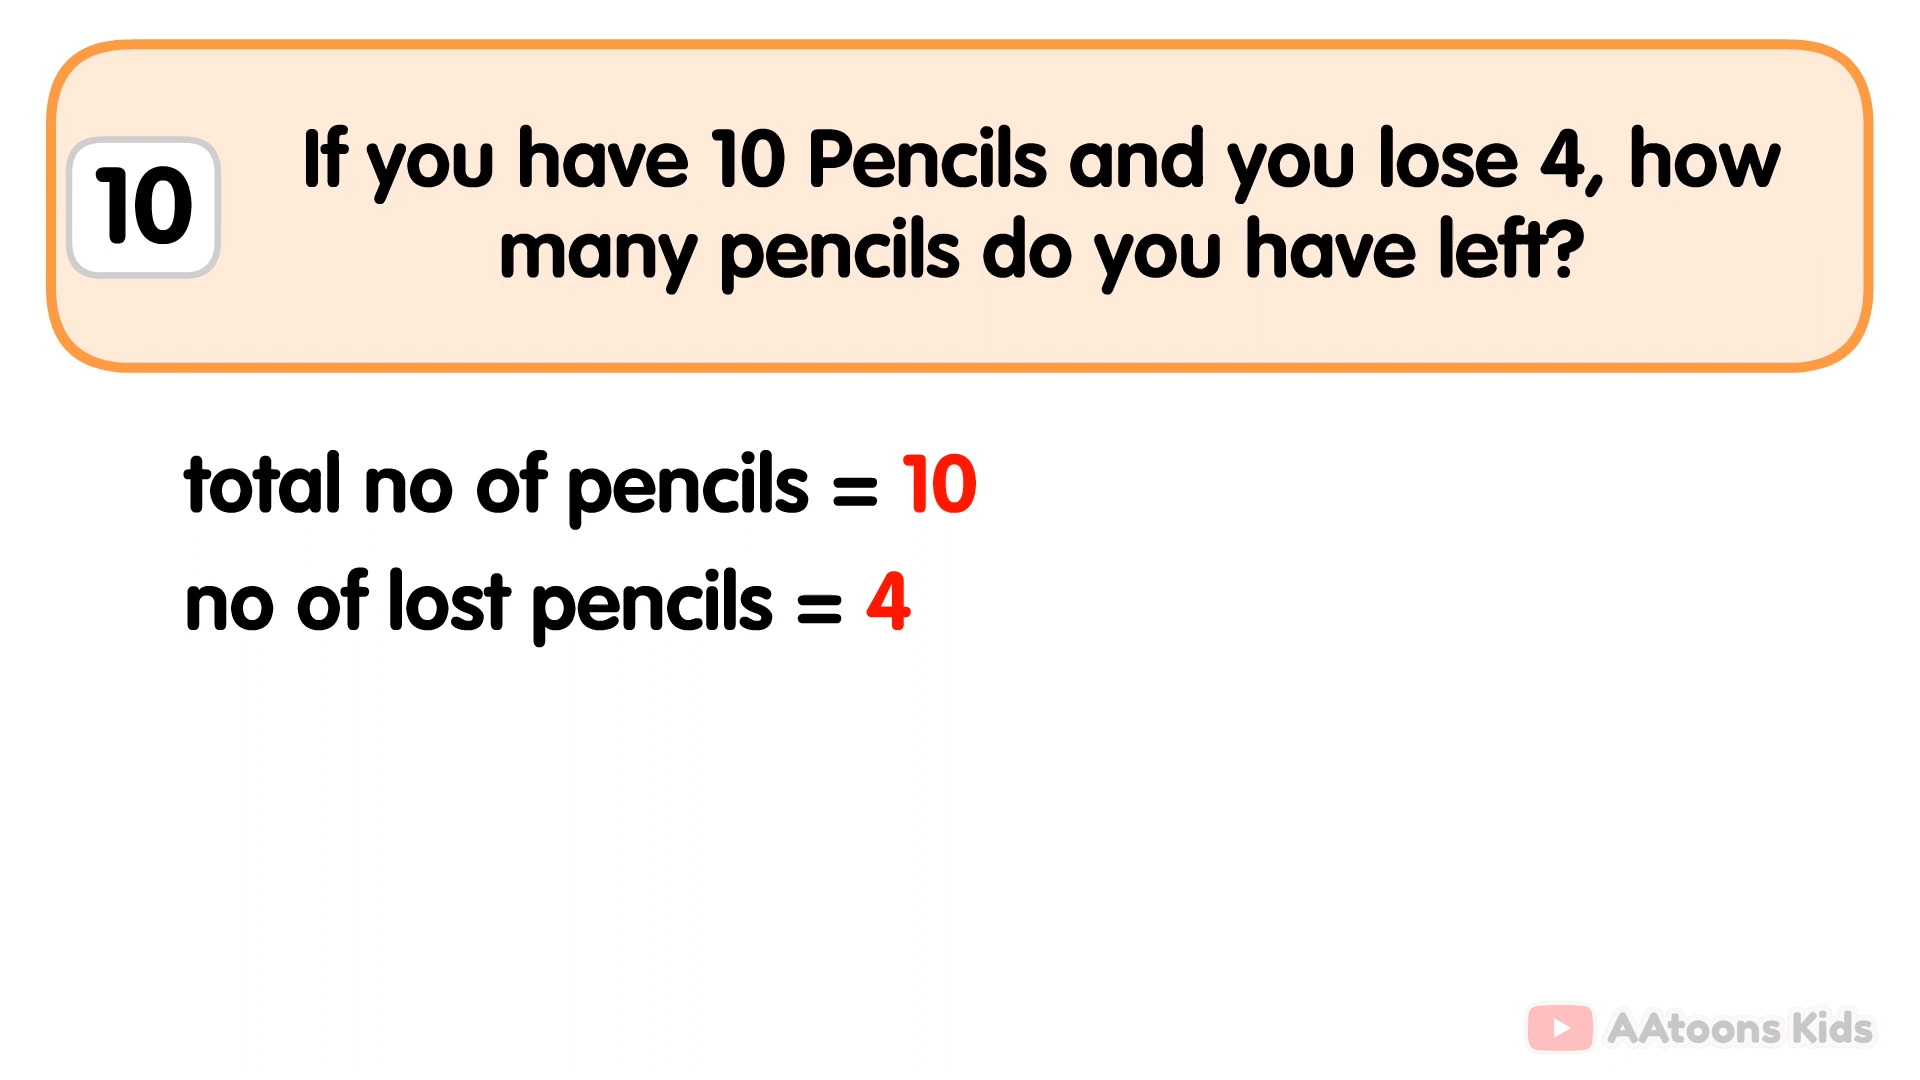 10
If you have 10 Pencils and you lose 4, how
many pencils do you have left?
total no of pencils = 10
no of lost pencils = 4
AAtoons Kids